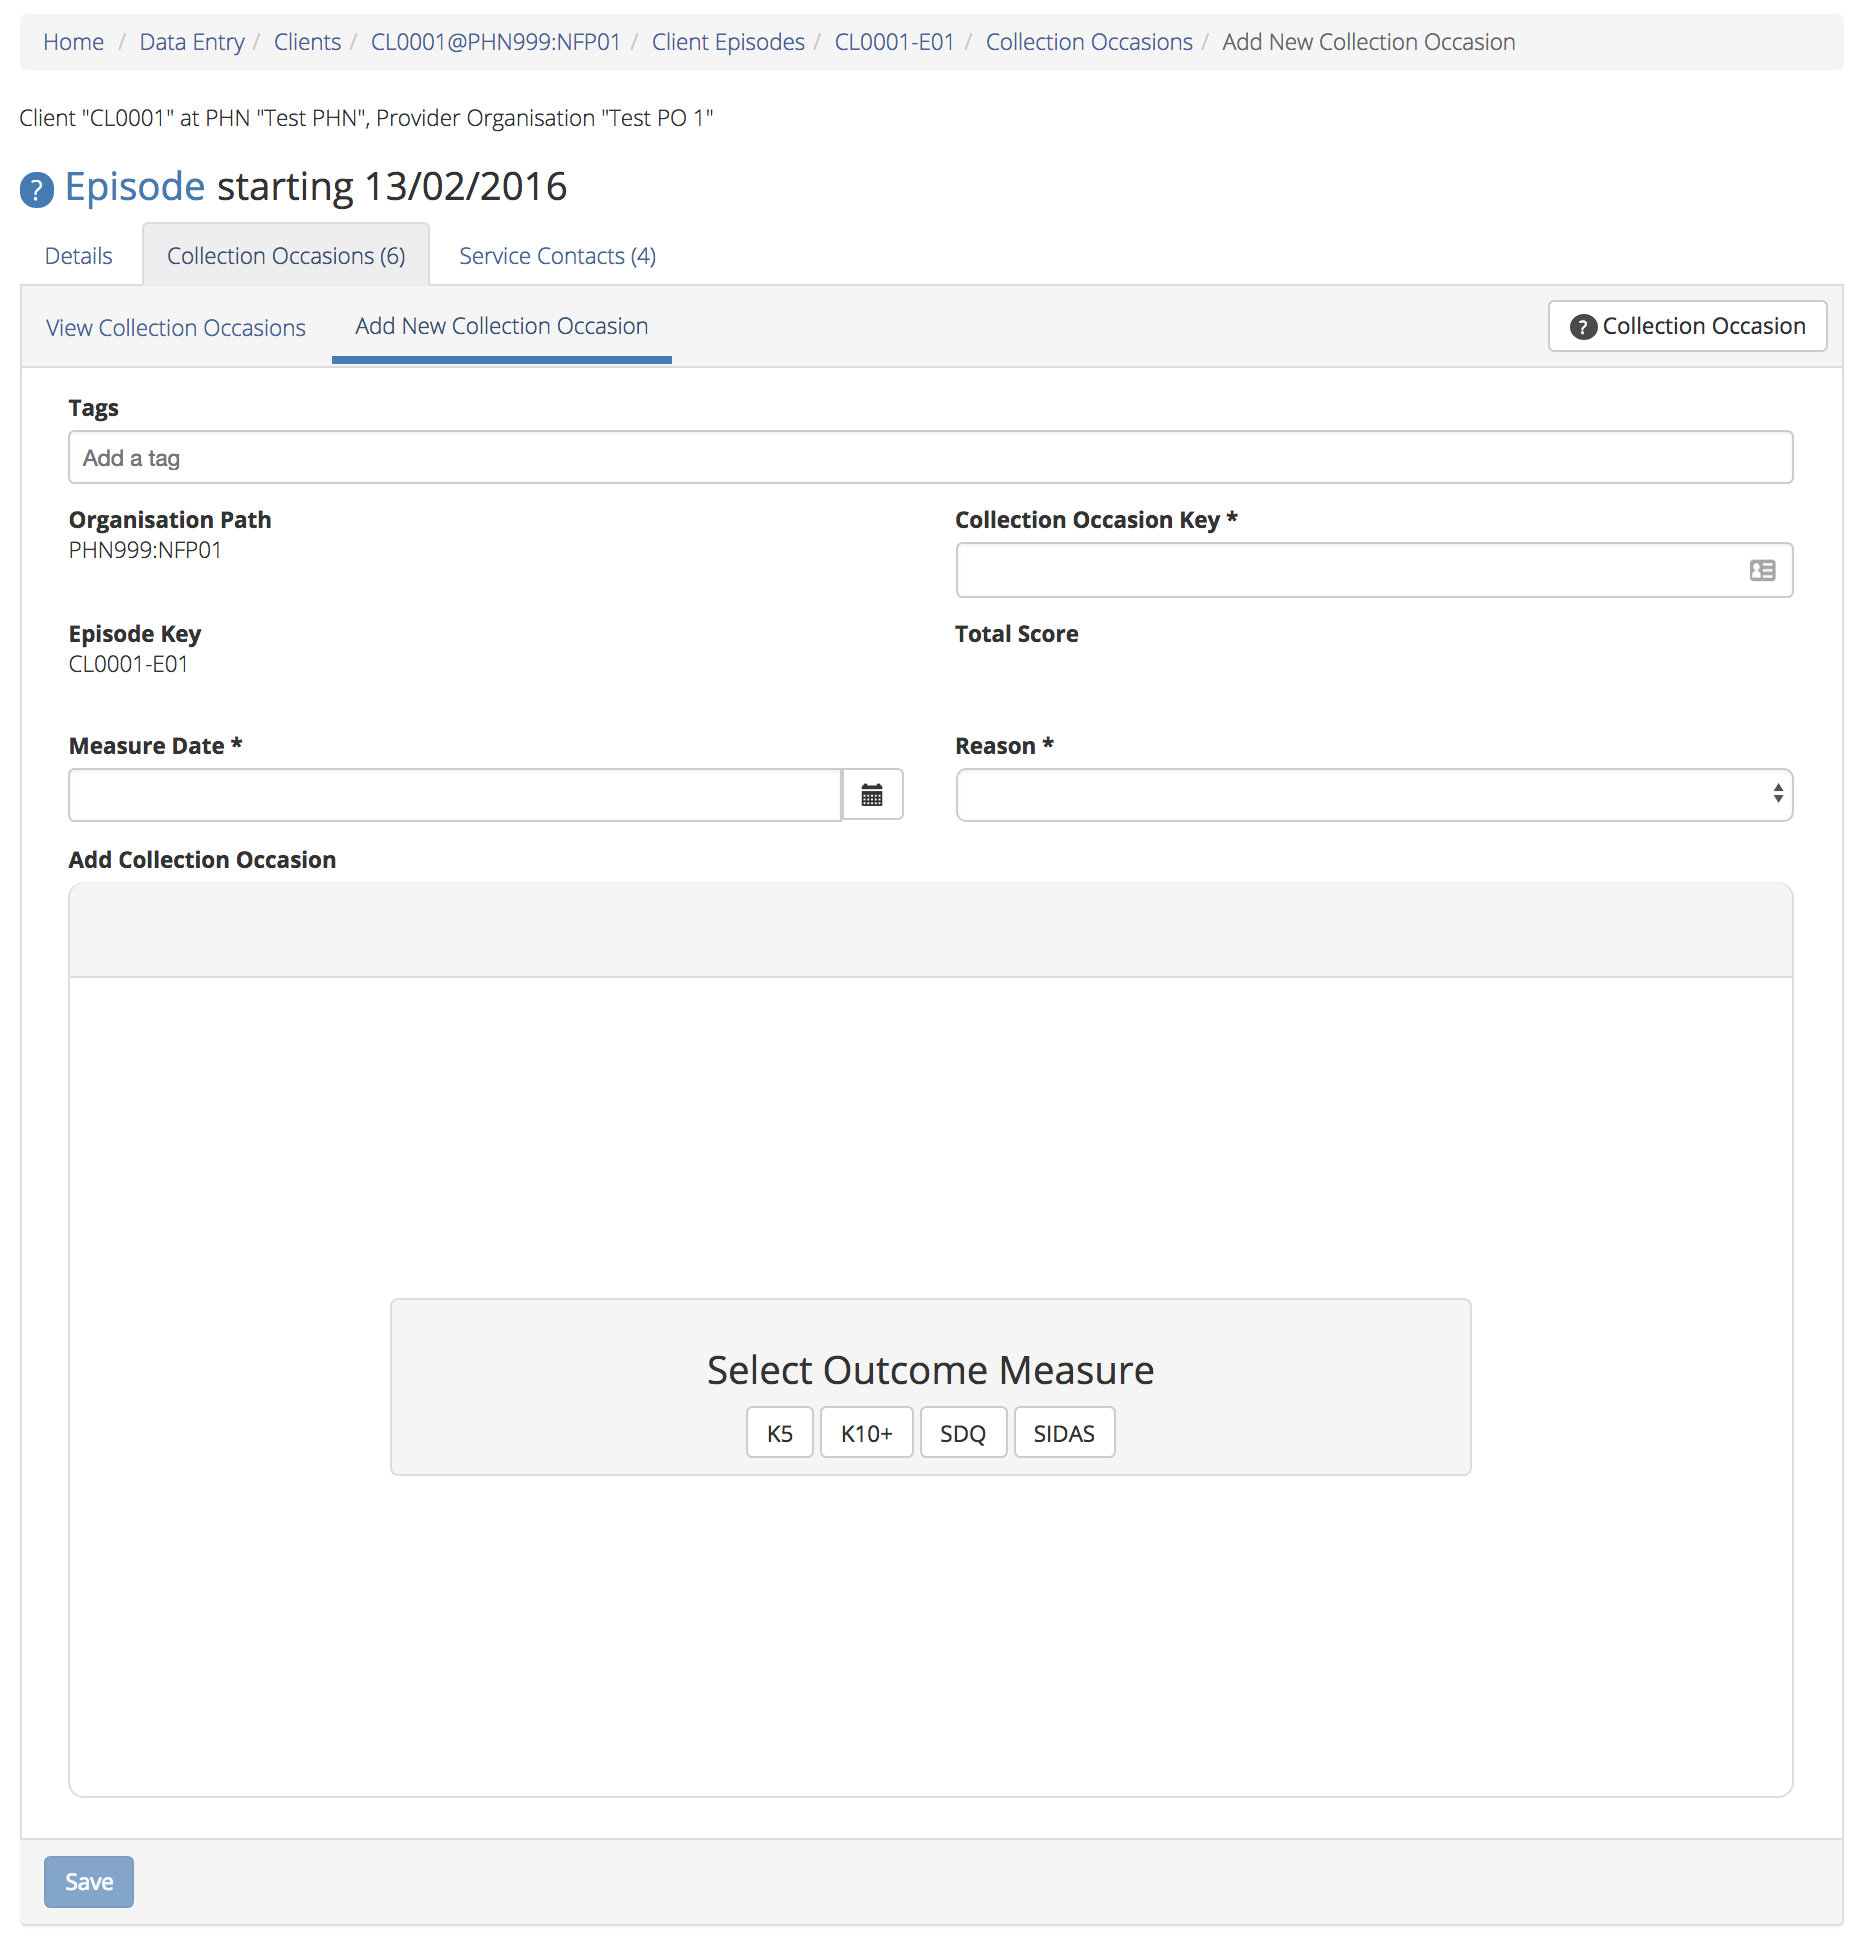 Home / Data Entry / Clients / CL0001@PHN999:NFP01 / Client Episodes / CL0001-E01 / Collection Occasions / Add New Collection Occasion
Client "CL0001" at PHN "Test PHN", Provider Organisation "Test PO 1"
? Episode starting 13/02/2016
Details Collection Occasions (6) Service Contacts (4)
View Collection Occasions Add New Collection Occasion ? Collection Occasion
Tags
Add a tag
Organisation Path Collection Occasion Key *
PHN999:NFP01
Episode Key Total Score
CL0001-E01
Measure Date * Reason *
Add Collection Occasion
Select Outcome Measure
K5 K10+ SDQ SIDAS
Save